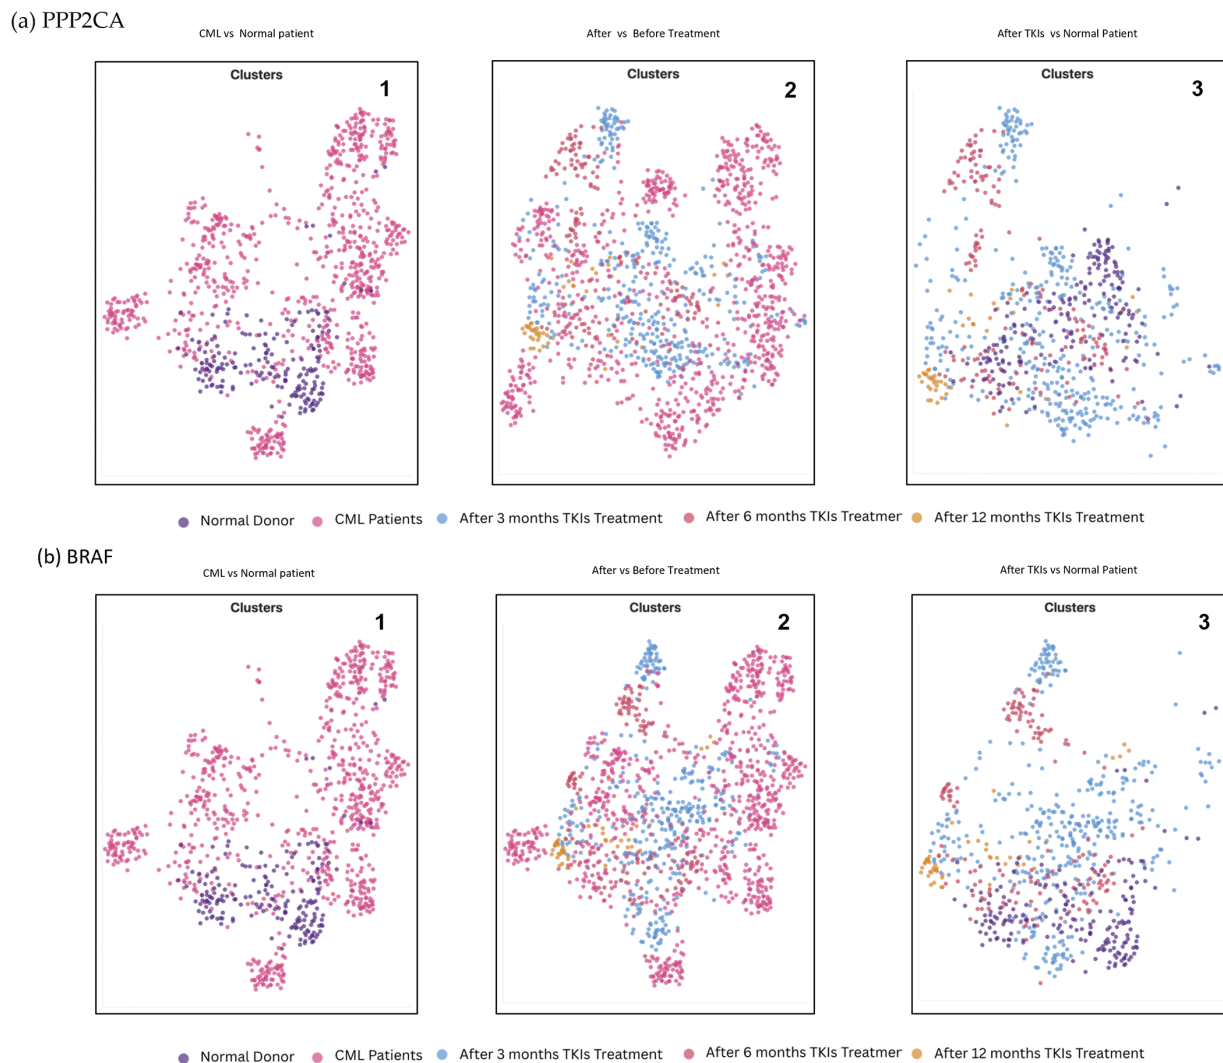 (a) PPP2CA
CML vs Normal patient
After vs Before Treatment
After TKIs vs Normal Patient
Clusters
1
Clusters
2
Clusters
3
Normal Donor
CML Patients
After 3 months TKIs Treatment
After 6 months TKIs Treatmer
After 12 months TKIs Treatment
(b) BRAF
CML vs Normal patient
After vs Before Treatment
After TKIs vs Normal Patient
Clusters
1
Clusters
2
Clusters
3
Normal Donor
CML Patients
After 3 months TKIs Treatment
After 6 months TKIs Treatmer
After 12 months TKIs Treatment